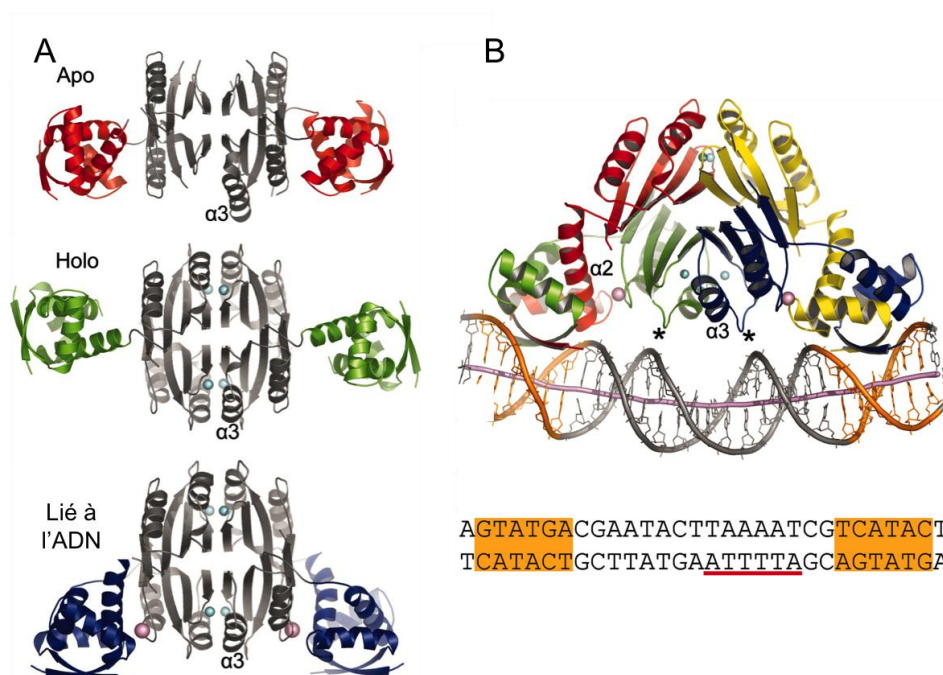 A
Apo
α3
Holo
α3
Lié à
l'ADN
α3
B
α2
α3
*
*
AGTATGACGAATACTTAAAATCGTCATACT
TCATACTGCTTATGAATTTTAGCAGTATGA